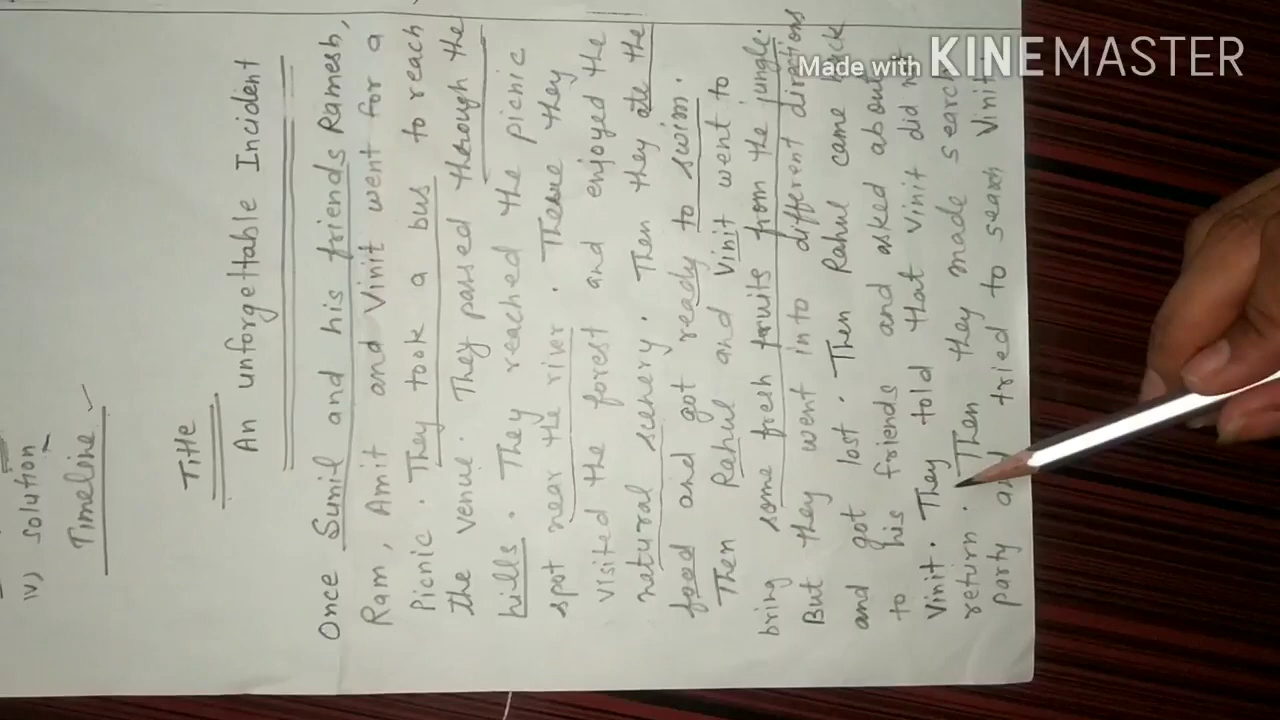 iv) solution
Timeline
Title
An unforgettable Incident
Once Sunil and his friends Ramesh,
Ram, Amit and Vinit went for a
Picnic. They took a bus to reach
the venue. They passed thorough the
hills. They reached the picnic
spot near the river. There they
visited the forest and enjoyed the
natural scenery. Then they ate the
food and got ready to swim.
Then Rahul and Vinit went to
bring some fresh fruits from the jungle.
But they went into different directions
and got lost. Then Rahul came back
to his friends and asked about
Vinit. They told that Vinit did not
return. Then they made search
party tried to search Vinit
Made with KINEMASTER